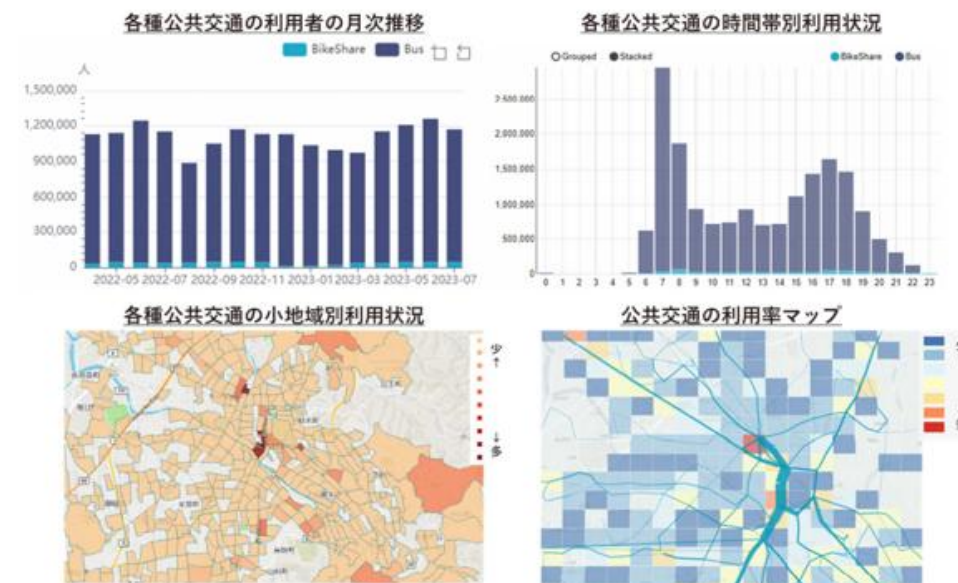 各種公共交通の利用者の月次推移
BikeShare Bus
人
1,500,000
1,200,000
900,000
600,000
300,000
0
2022-05 2022-07 2022-09 2022-11 2023-01 2023-03 2023-05 2023-07
各種公共交通の時間帯別利用状況
Grouped Stacked BikeShare Bus
2,500,000
2,000,000
1,500,000
1,000,000
500,000
0
0 1 2 3 4 5 6 7 8 9 10 11 12 13 14 15 16 17 18 19 20 21 22 23
各種公共交通の小地域別利用状況
少
↑
↓
多
公共交通の利用率マップ